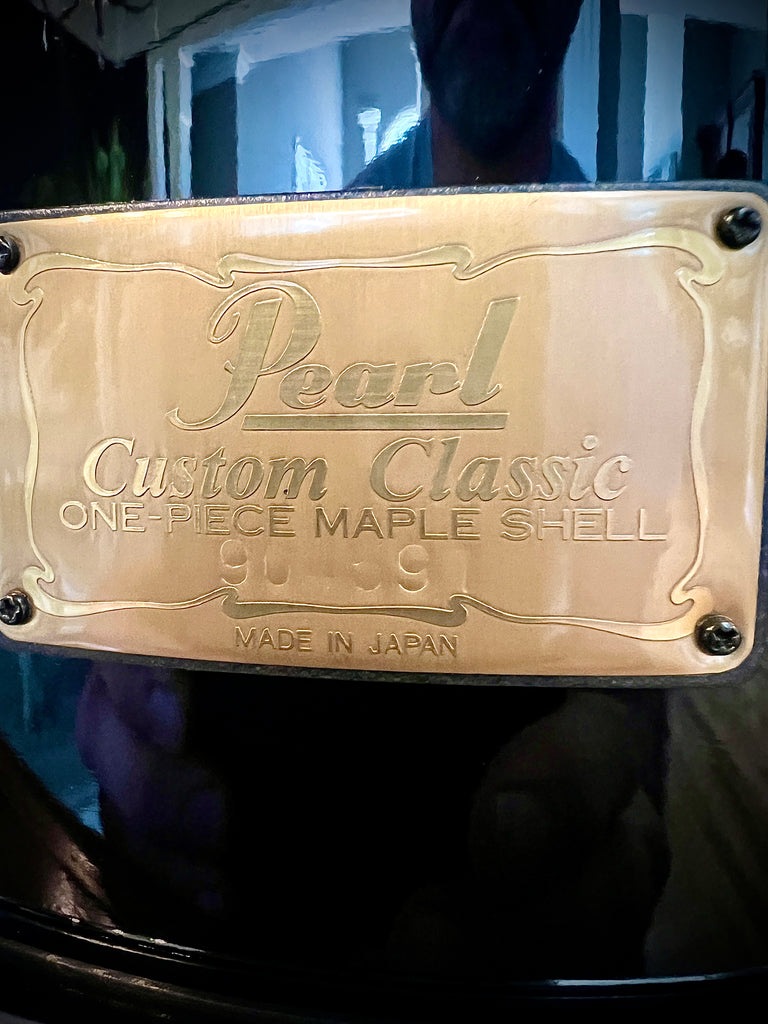 Pearl
Custom Classic
ONE-PIECE MAPLE SHELL
MADE IN JAPAN